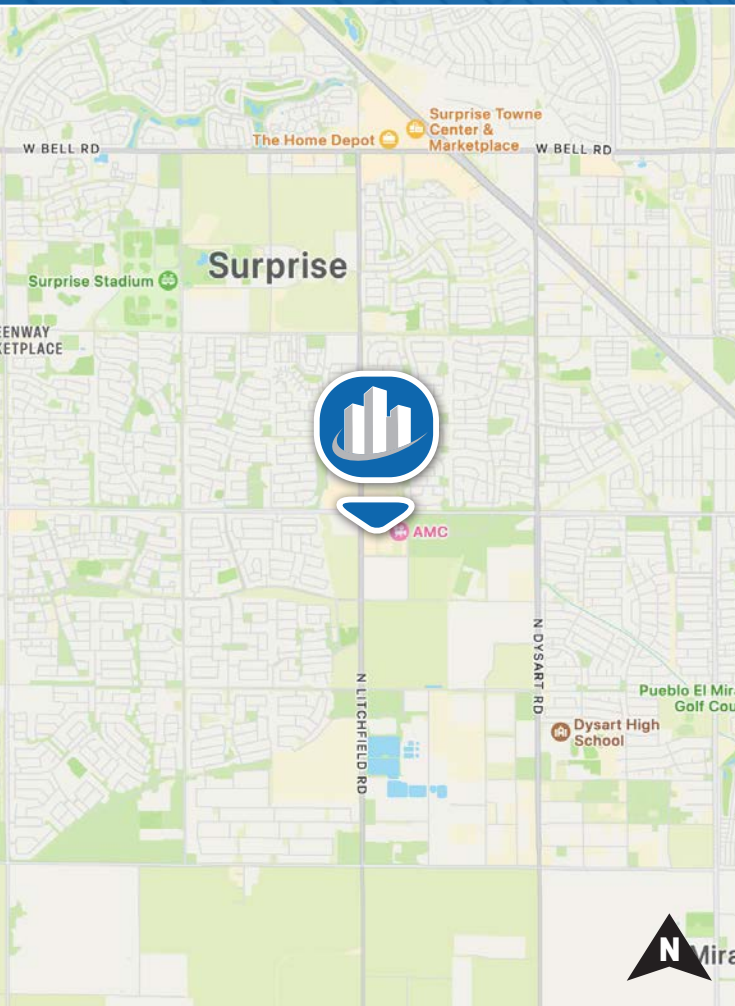 Surprise Towne
Center &
Marketplace
The Home Depot
W BELL RD
W BELL RD
Surprise
Surprise Stadium
EENWAY
KETPLACE
AMC
N DYSART RD
N LITCHFIELD RD
Pueblo El Mir
Golf Cou
Dysart High
School
N
Mira